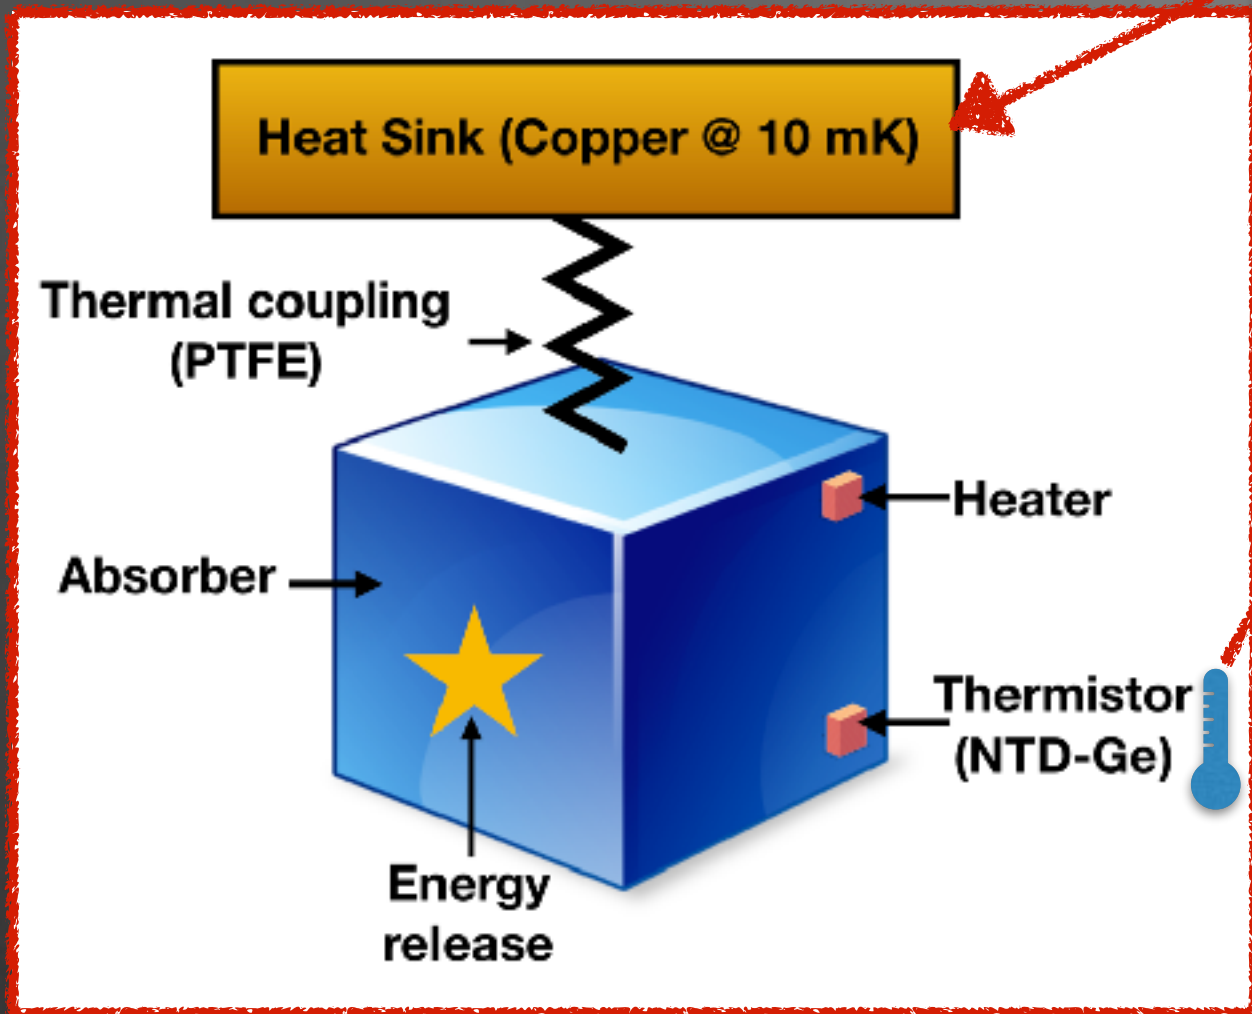 Heat Sink (Copper @ 10 mK)
Thermal coupling
(PTFE)
Heater
Absorber
Thermistor
(NTD-Ge)
Energy
release